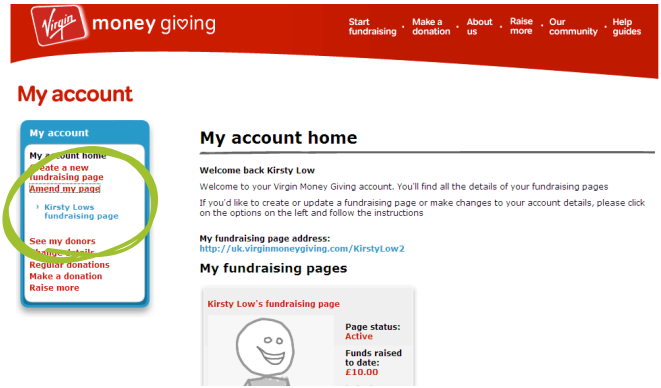 Virgin money giving
Start fundraising · Make a donation · About us · Raise more · Our community · Help guides
My account
My account
My account home
Create a new
fundraising page
Amend my page
› Kirsty Lows
fundraising page
See my donors
Change details
Regular donations
Make a donation
Raise more
My account home
Welcome back Kirsty Low
Welcome to your Virgin Money Giving account. You'll find all the details of your fundraising pages
If you'd like to create or update a fundraising page or make changes to your account details, please click
on the options on the left and follow the instructions
My fundraising page address:
http://uk.virginmoneygiving.com/KirstyLow2
My fundraising pages
Kirsty Low's fundraising page
Page status:
Active
Funds raised
to date:
£10.00